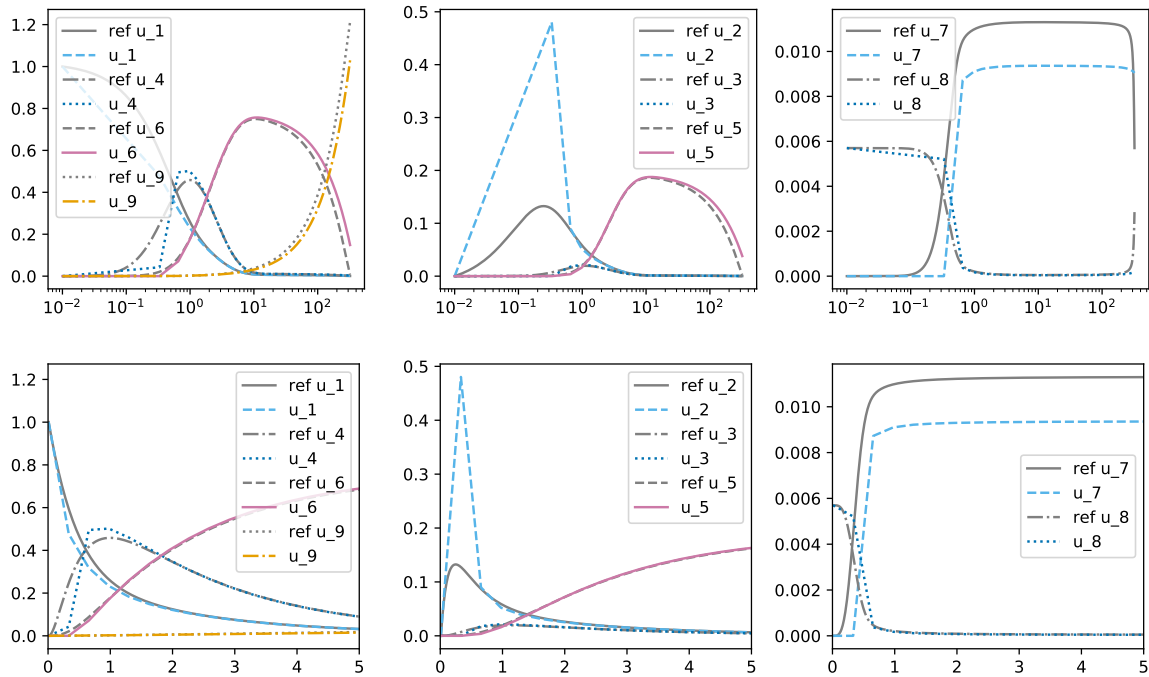 1.2
1.0
0.8
0.6
0.4
0.2
0.0
10⁻²
10⁻¹
10⁰
10¹
10²
ref u_1
u_1
ref u_4
u_4
ref u_6
u_6
ref u_9
u_9
0.5
0.4
0.3
0.2
0.1
0.0
10⁻²
10⁻¹
10⁰
10¹
10²
ref u_2
u_2
ref u_3
u_3
ref u_5
u_5
0.010
0.008
0.006
0.004
0.002
0.000
10⁻²
10⁻¹
10⁰
10¹
10²
ref u_7
u_7
ref u_8
u_8
1.2
1.0
0.8
0.6
0.4
0.2
0.0
0
1
2
3
4
5
ref u_1
u_1
ref u_4
u_4
ref u_6
u_6
ref u_9
u_9
0.5
0.4
0.3
0.2
0.1
0.0
0
1
2
3
4
5
ref u_2
u_2
ref u_3
u_3
ref u_5
u_5
0.010
0.008
0.006
0.004
0.002
0.000
0
1
2
3
4
5
ref u_7
u_7
ref u_8
u_8